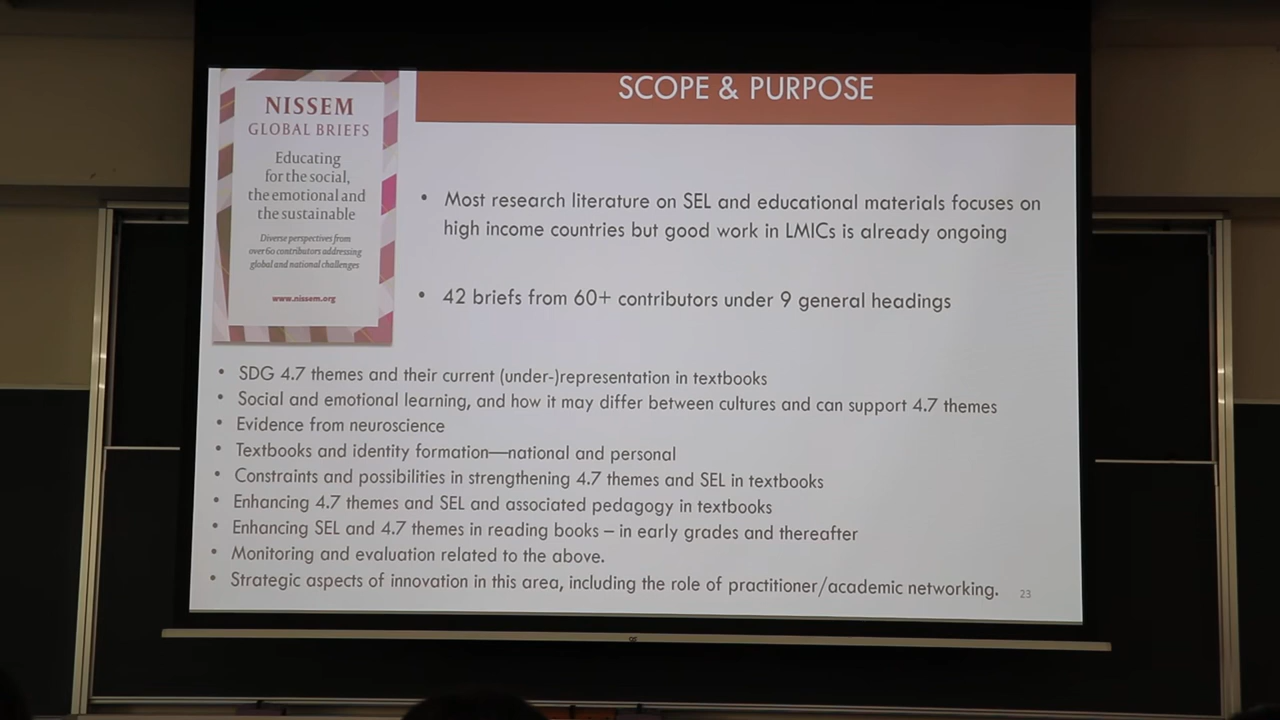 NISSEM
GLOBAL BRIEFS
Educating
for the social,
the emotional and
the sustainable
Diverse perspectives from
over 60 contributors addressing
global and national challenges
www.nissem.org
SCOPE & PURPOSE
• Most research literature on SEL and educational materials focuses on
high income countries but good work in LMICs is already ongoing
• 42 briefs from 60+ contributors under 9 general headings
• SDG 4.7 themes and their current (under-)representation in textbooks
• Social and emotional learning, and how it may differ between cultures and can support 4.7 themes
• Evidence from neuroscience
• Textbooks and identity formation—national and personal
• Constraints and possibilities in strengthening 4.7 themes and SEL in textbooks
• Enhancing 4.7 themes and SEL and associated pedagogy in textbooks
• Enhancing SEL and 4.7 themes in reading books – in early grades and thereafter
• Monitoring and evaluation related to the above.
• Strategic aspects of innovation in this area, including the role of practitioner/academic networking.
23